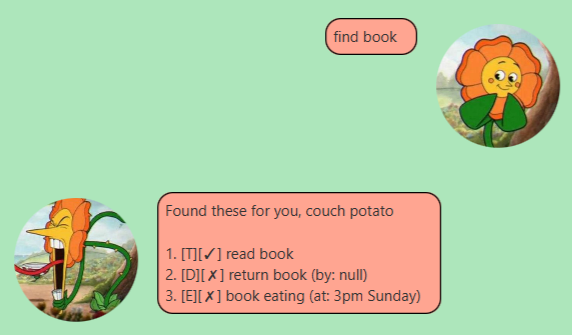 find book
Found these for you, couch potato
1. [T][✓] read book
2. [D][✗] return book (by: null)
3. [E][✗] book eating (at: 3pm Sunday)